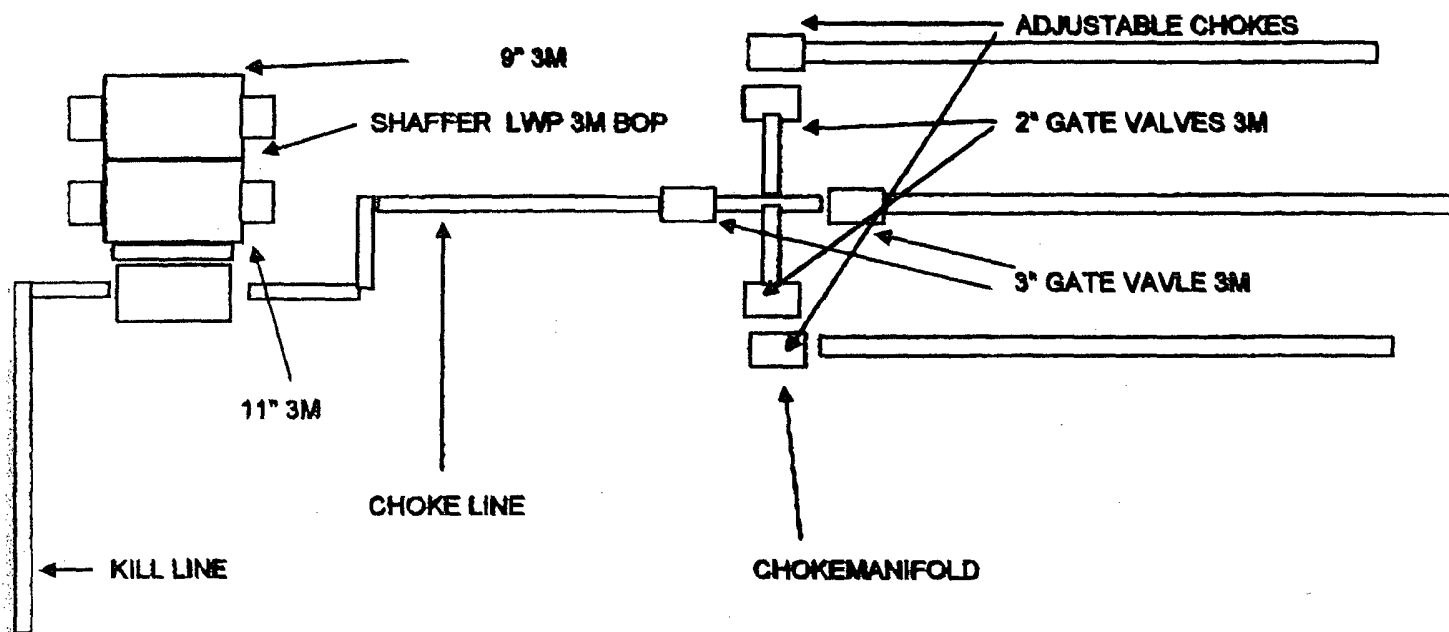 ADJUSTABLE CHOKES
9" 3M
SHAFFER LWP 3M BOP
2" GATE VALVES 3M
3" GATE VAVLE 3M
11" 3M
CHOKE LINE
KILL LINE
CHOKEMANIFOLD